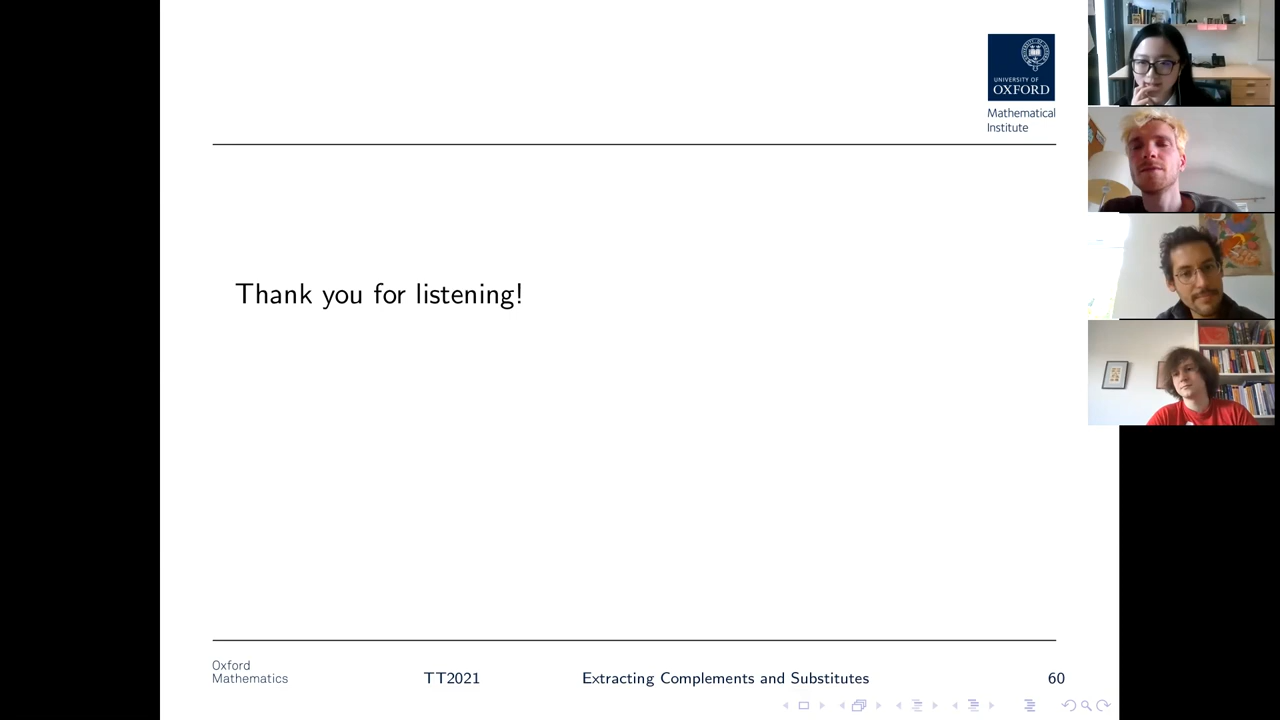 UNIVERSITY OF
OXFORD
Mathematical
Institute
Thank you for listening!
Oxford
Mathematics
TT2021
Extracting Complements and Substitutes
60